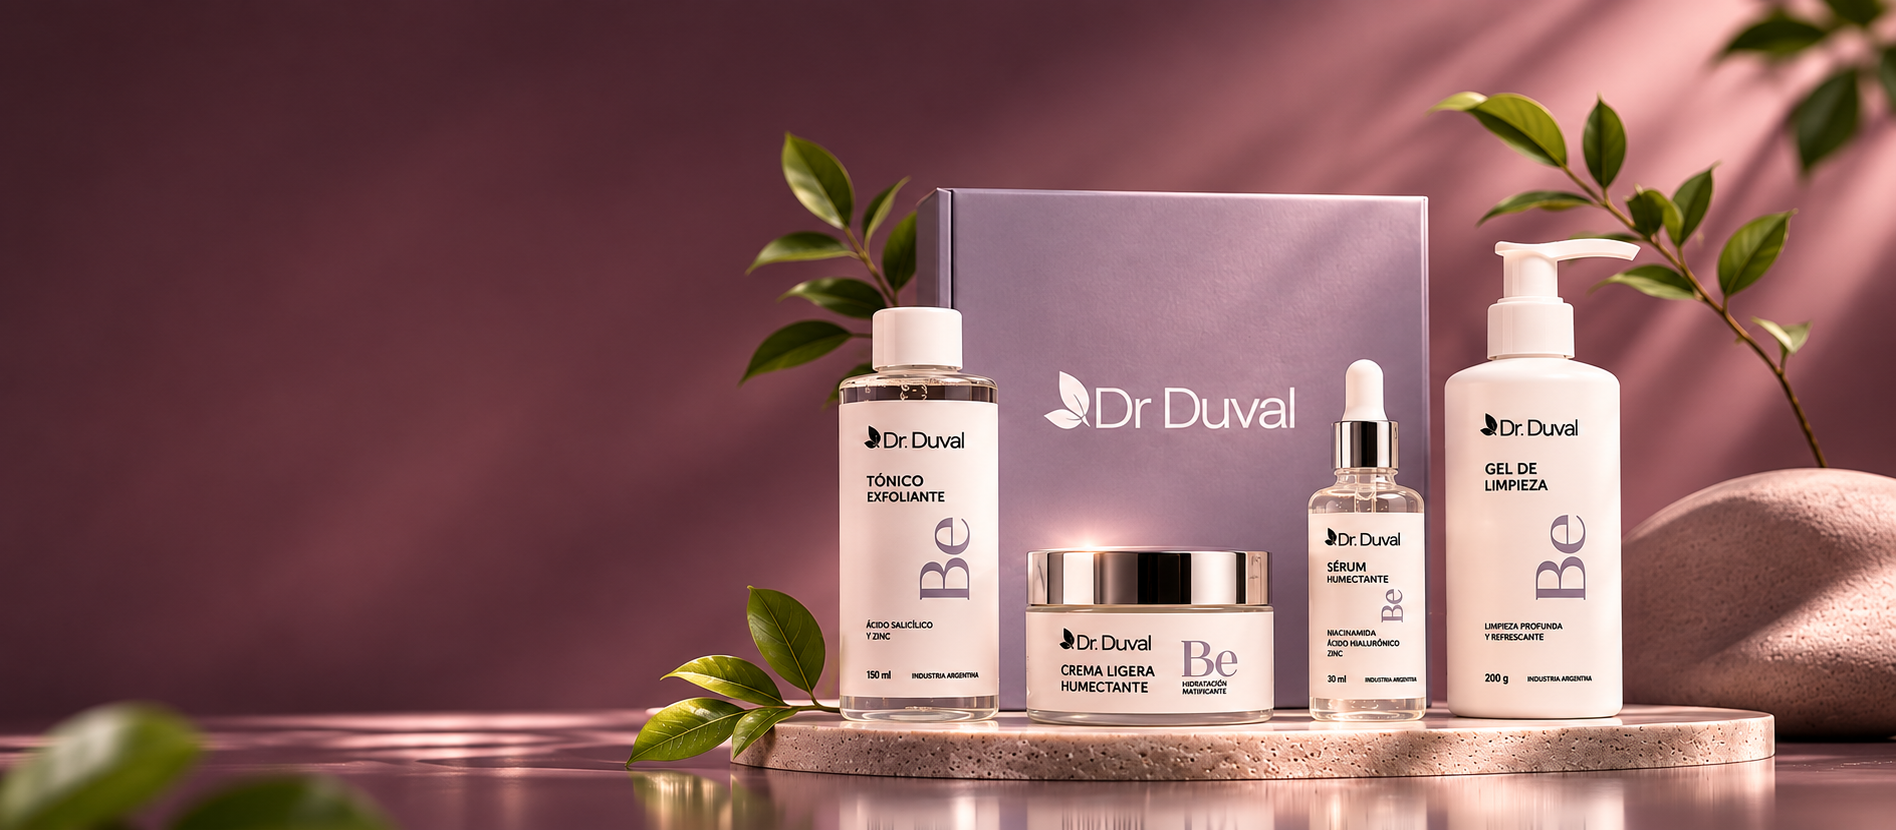 Dr Duval
Dr. Duval
TÓNICO
EXFOLIANTE
Be
ÁCIDO SALICÍLICO
Y ZINC
150 ml INDUSTRIA ARGENTINA
Dr. Duval
CREMA LIGERA
HUMECTANTE
Be
HIDRATACIÓN
MATIFICANTE
Dr. Duval
SÉRUM
HUMECTANTE
Be
NIACINAMIDA
ÁCIDO HIALURÓNICO
ZINC
30 ml INDUSTRIA ARGENTINA
Dr. Duval
GEL DE
LIMPIEZA
Be
LIMPIEZA PROFUNDA
Y REFRESCANTE
200 g INDUSTRIA ARGENTINA